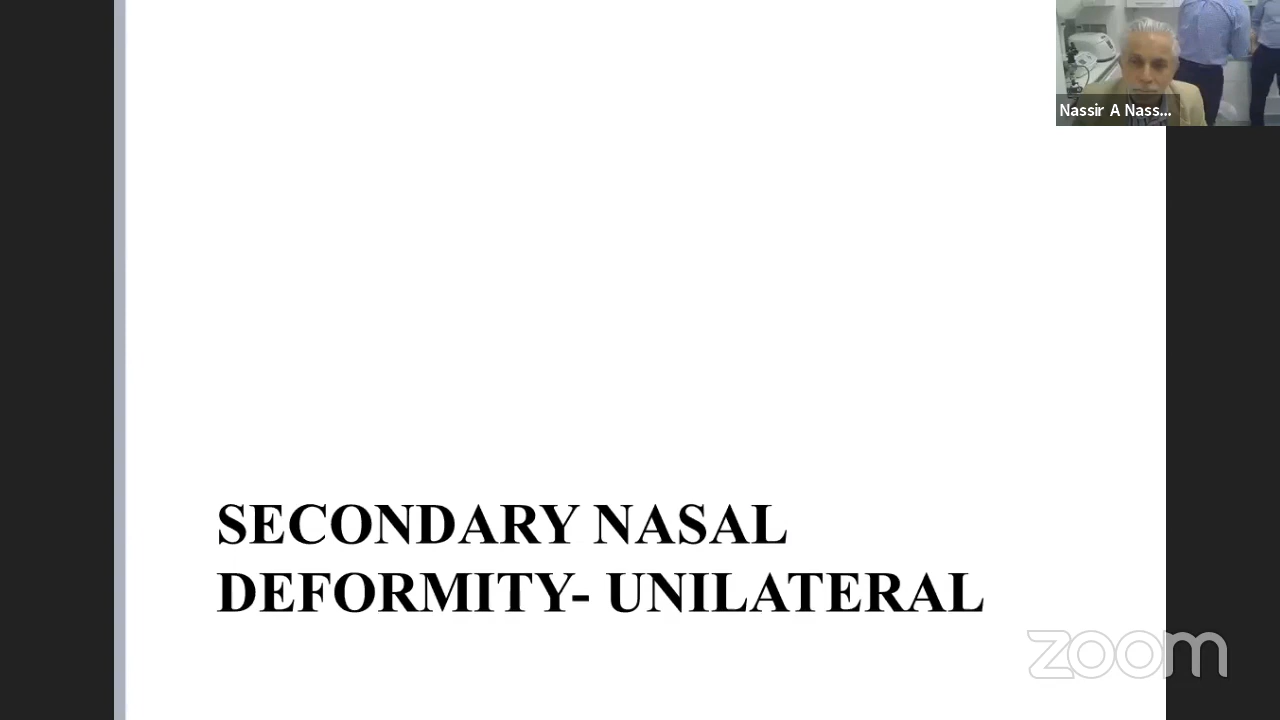 Nassir A Nass...
SECONDARY NASAL
DEFORMITY- UNILATERAL
zoom